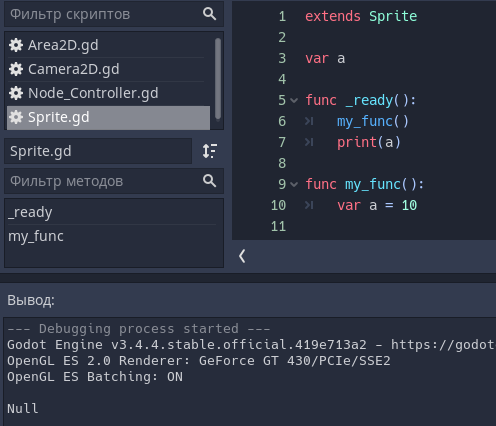 Фильтр скриптов
Area2D.gd
Camera2D.gd
Node_Controller.gd
Sprite.gd
Sprite.gd
Фильтр методов
_ready
my_func
1 extends Sprite
2
3 var a
4
5 func _ready():
6 my_func()
7 print(a)
8
9 func my_func():
10 var a = 10
11
Вывод:
--- Debugging process started ---
Godot Engine v3.4.4.stable.official.419e713a2 - https://godot
OpenGL ES 2.0 Renderer: GeForce GT 430/PCIe/SSE2
OpenGL ES Batching: ON
Null